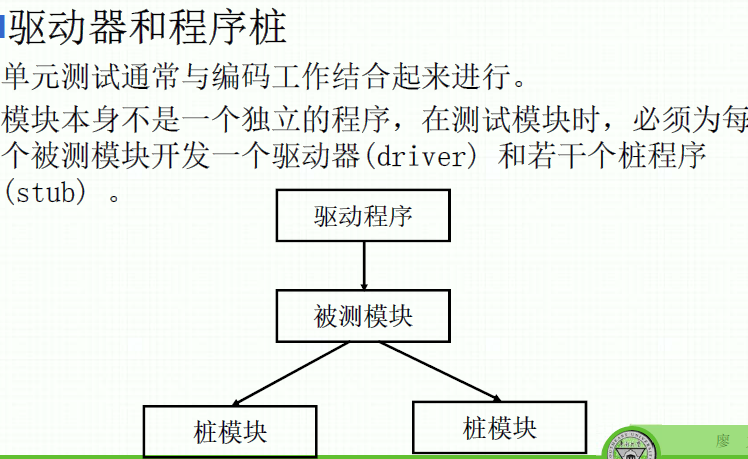 驱动器和程序桩
单元测试通常与编码工作结合起来进行。
模块本身不是一个独立的程序，在测试模块时，必须为每
个被测模块开发一个驱动器(driver) 和若干个桩程序
(stub) 。
驱动程序
被测模块
桩模块
桩模块
廖